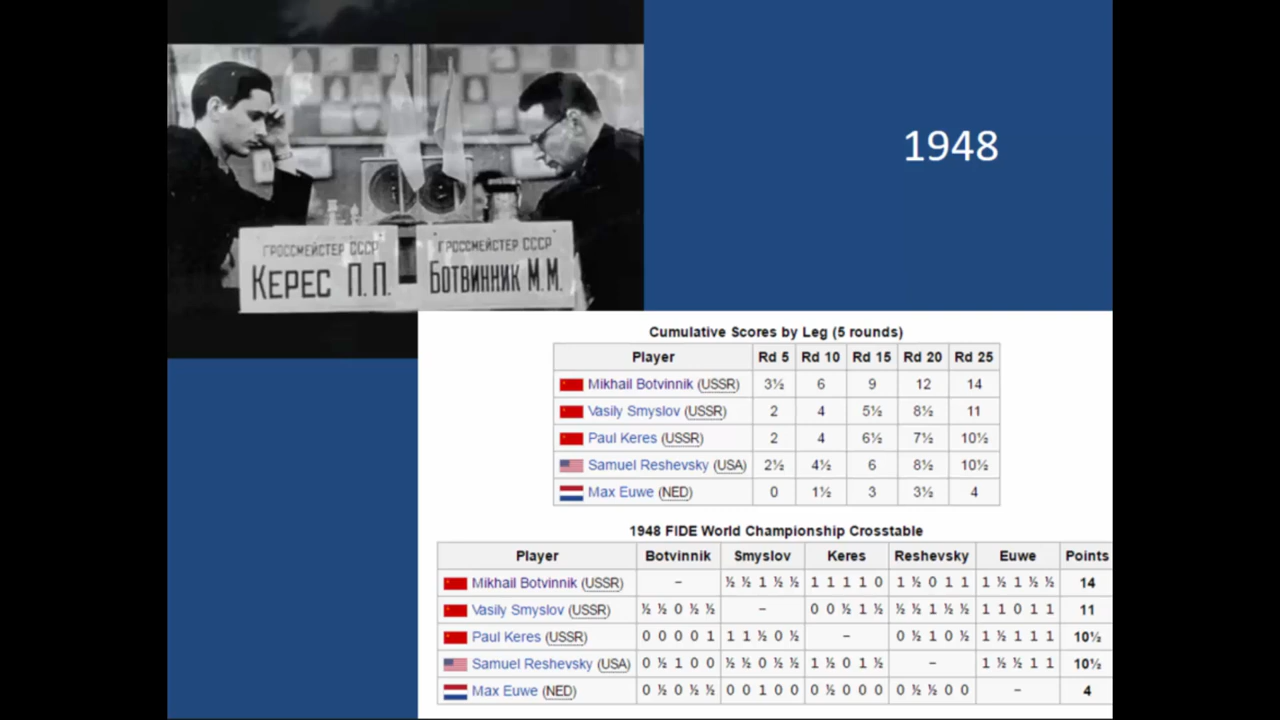 1948
ГРОССМЕЙСТЕР СССР
КЕРЕС П.П.
ГРОССМЕЙСТЕР СССР
БОТВИННИК М.М.
Cumulative Scores by Leg (5 rounds)
Player Rd 5 Rd 10 Rd 15 Rd 20 Rd 25
Mikhail Botvinnik (USSR) 3½ 6 9 12 14
Vasily Smyslov (USSR) 2 4 5½ 8½ 11
Paul Keres (USSR) 2 4 6½ 7½ 10½
Samuel Reshevsky (USA) 2½ 4½ 6 8½ 10½
Max Euwe (NED) 0 1½ 3 3½ 4
1948 FIDE World Championship Crosstable
Player Botvinnik Smyslov Keres Reshevsky Euwe Points
Mikhail Botvinnik (USSR) – ½ ½ 1 ½ ½ 1 1 1 1 0 1 ½ 0 1 1 1 ½ 1 ½ ½ 14
Vasily Smyslov (USSR) ½ ½ 0 ½ ½ – 0 0 ½ 1 ½ ½ ½ 1 ½ ½ 1 1 0 1 1 11
Paul Keres (USSR) 0 0 0 0 1 1 1 ½ 0 ½ – 0 ½ 1 0 ½ 1 ½ 1 1 1 10½
Samuel Reshevsky (USA) 0 ½ 1 0 0 ½ ½ 0 ½ ½ 1 ½ 0 1 ½ – 1 ½ ½ 1 1 10½
Max Euwe (NED) 0 ½ 0 ½ ½ 0 0 1 0 0 0 ½ 0 0 0 0 ½ ½ 0 0 – 4